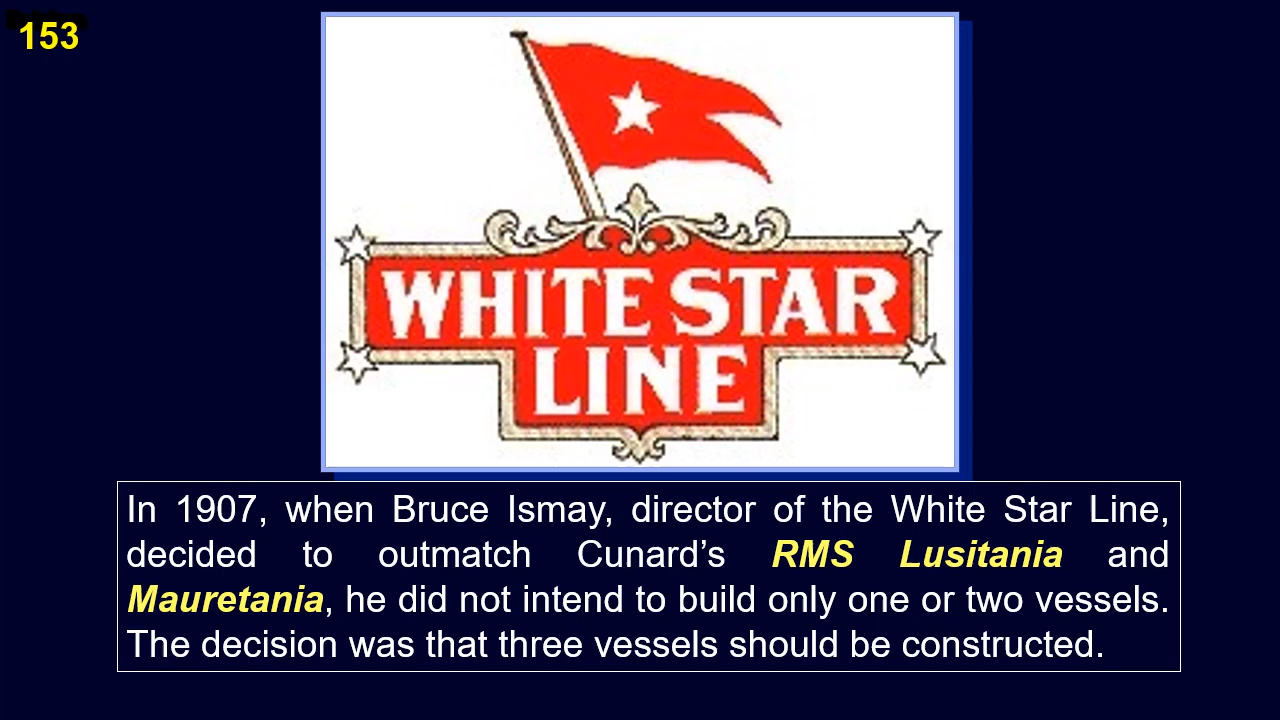 153
WHITE STAR
LINE
In 1907, when Bruce Ismay, director of the White Star Line,
decided to outmatch Cunard’s RMS Lusitania and
Mauretania, he did not intend to build only one or two vessels.
The decision was that three vessels should be constructed.